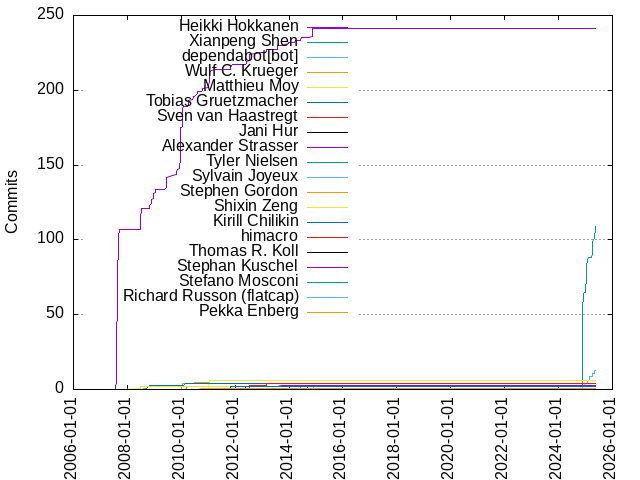 250
200
150
100
50
0
Commits
Heikki Hokkanen
Xianpeng Shen
dependabot[bot]
Wulf C. Krueger
Matthieu Moy
Tobias Gruetzmacher
Sven van Haastregt
Jani Hur
Alexander Strasser
Tyler Nielsen
Sylvain Joyeux
Stephen Gordon
Shixin Zeng
Kirill Chilikin
himacro
Thomas R. Koll
Stephan Kuschel
Stefano Mosconi
Richard Russon (flatcap)
Pekka Enberg
2006-01-01
2008-01-01
2010-01-01
2012-01-01
2014-01-01
2016-01-01
2018-01-01
2020-01-01
2022-01-01
2024-01-01
2026-01-01